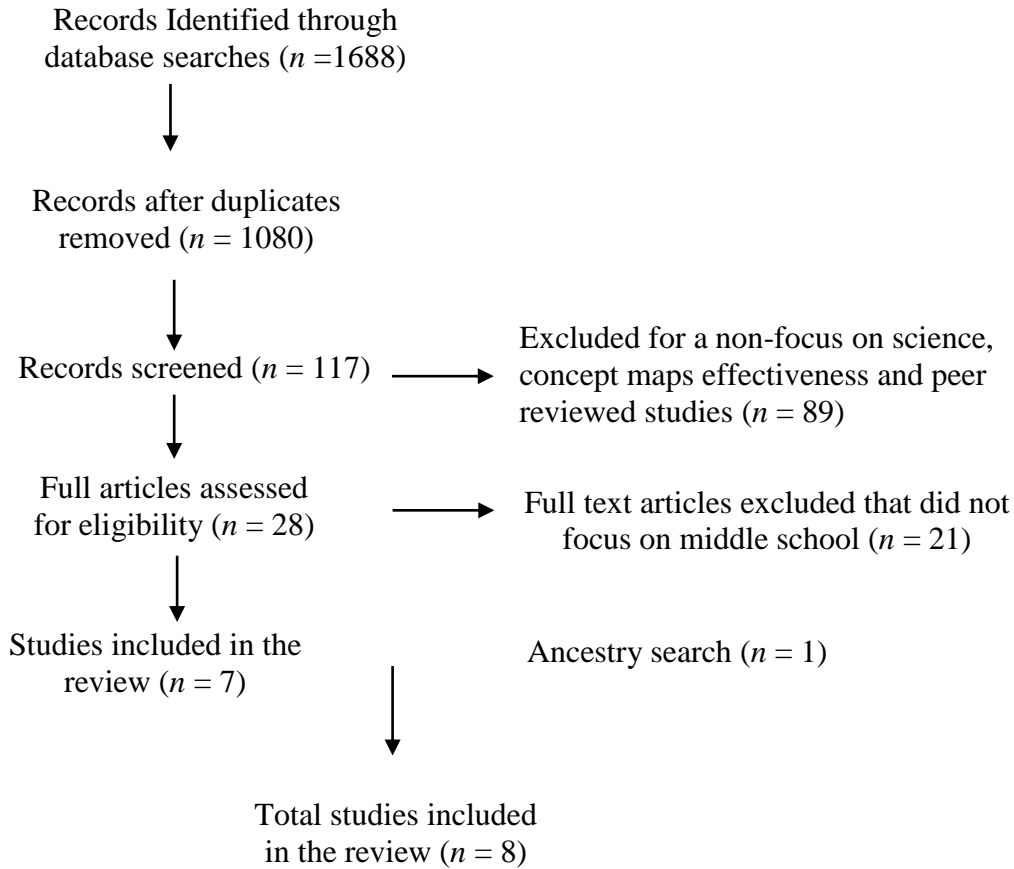 Records Identified through
database searches (n =1688)
Records after duplicates
removed (n = 1080)
Records screened (n = 117)
Excluded for a non-focus on science,
concept maps effectiveness and peer
reviewed studies (n = 89)
Full articles assessed
for eligibility (n = 28)
Full text articles excluded that did not
focus on middle school (n = 21)
Studies included in the
review (n = 7)
Ancestry search (n = 1)
Total studies included
in the review (n = 8)